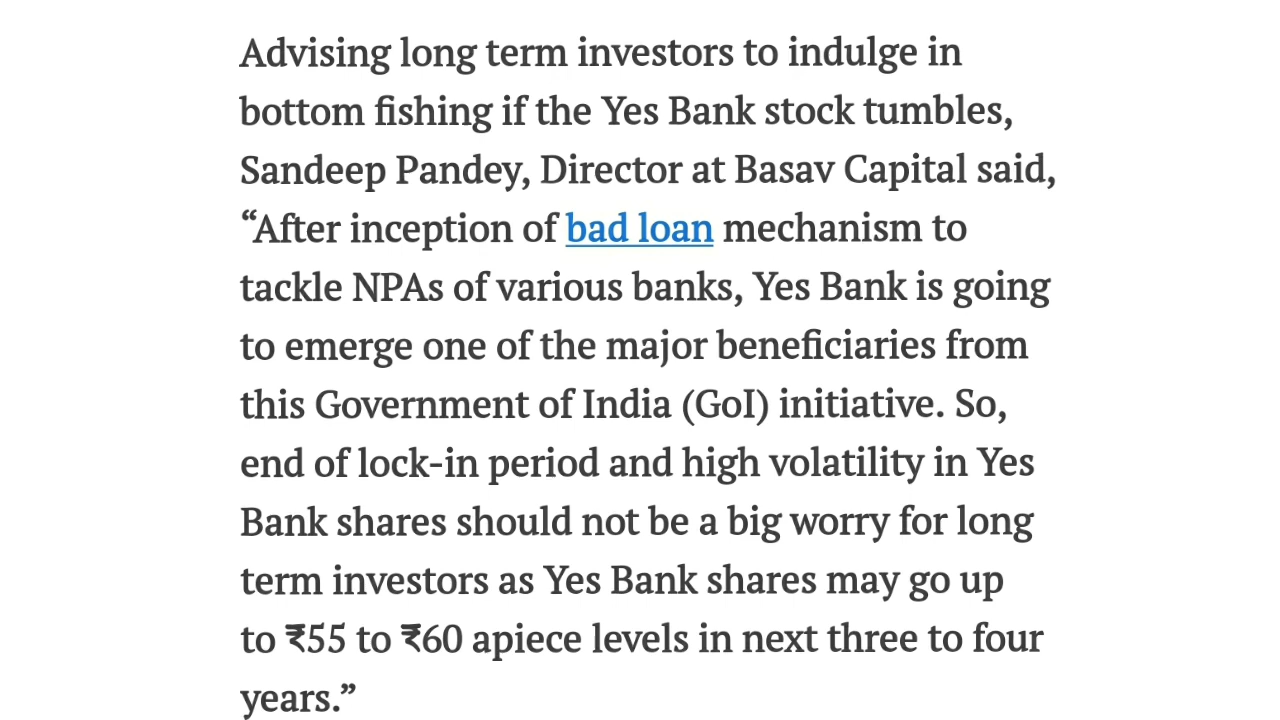 Advising long term investors to indulge in
bottom fishing if the Yes Bank stock tumbles,
Sandeep Pandey, Director at Basav Capital said,
“After inception of bad loan mechanism to
tackle NPAs of various banks, Yes Bank is going
to emerge one of the major beneficiaries from
this Government of India (GoI) initiative. So,
end of lock-in period and high volatility in Yes
Bank shares should not be a big worry for long
term investors as Yes Bank shares may go up
to ₹55 to ₹60 apiece levels in next three to four
years.”